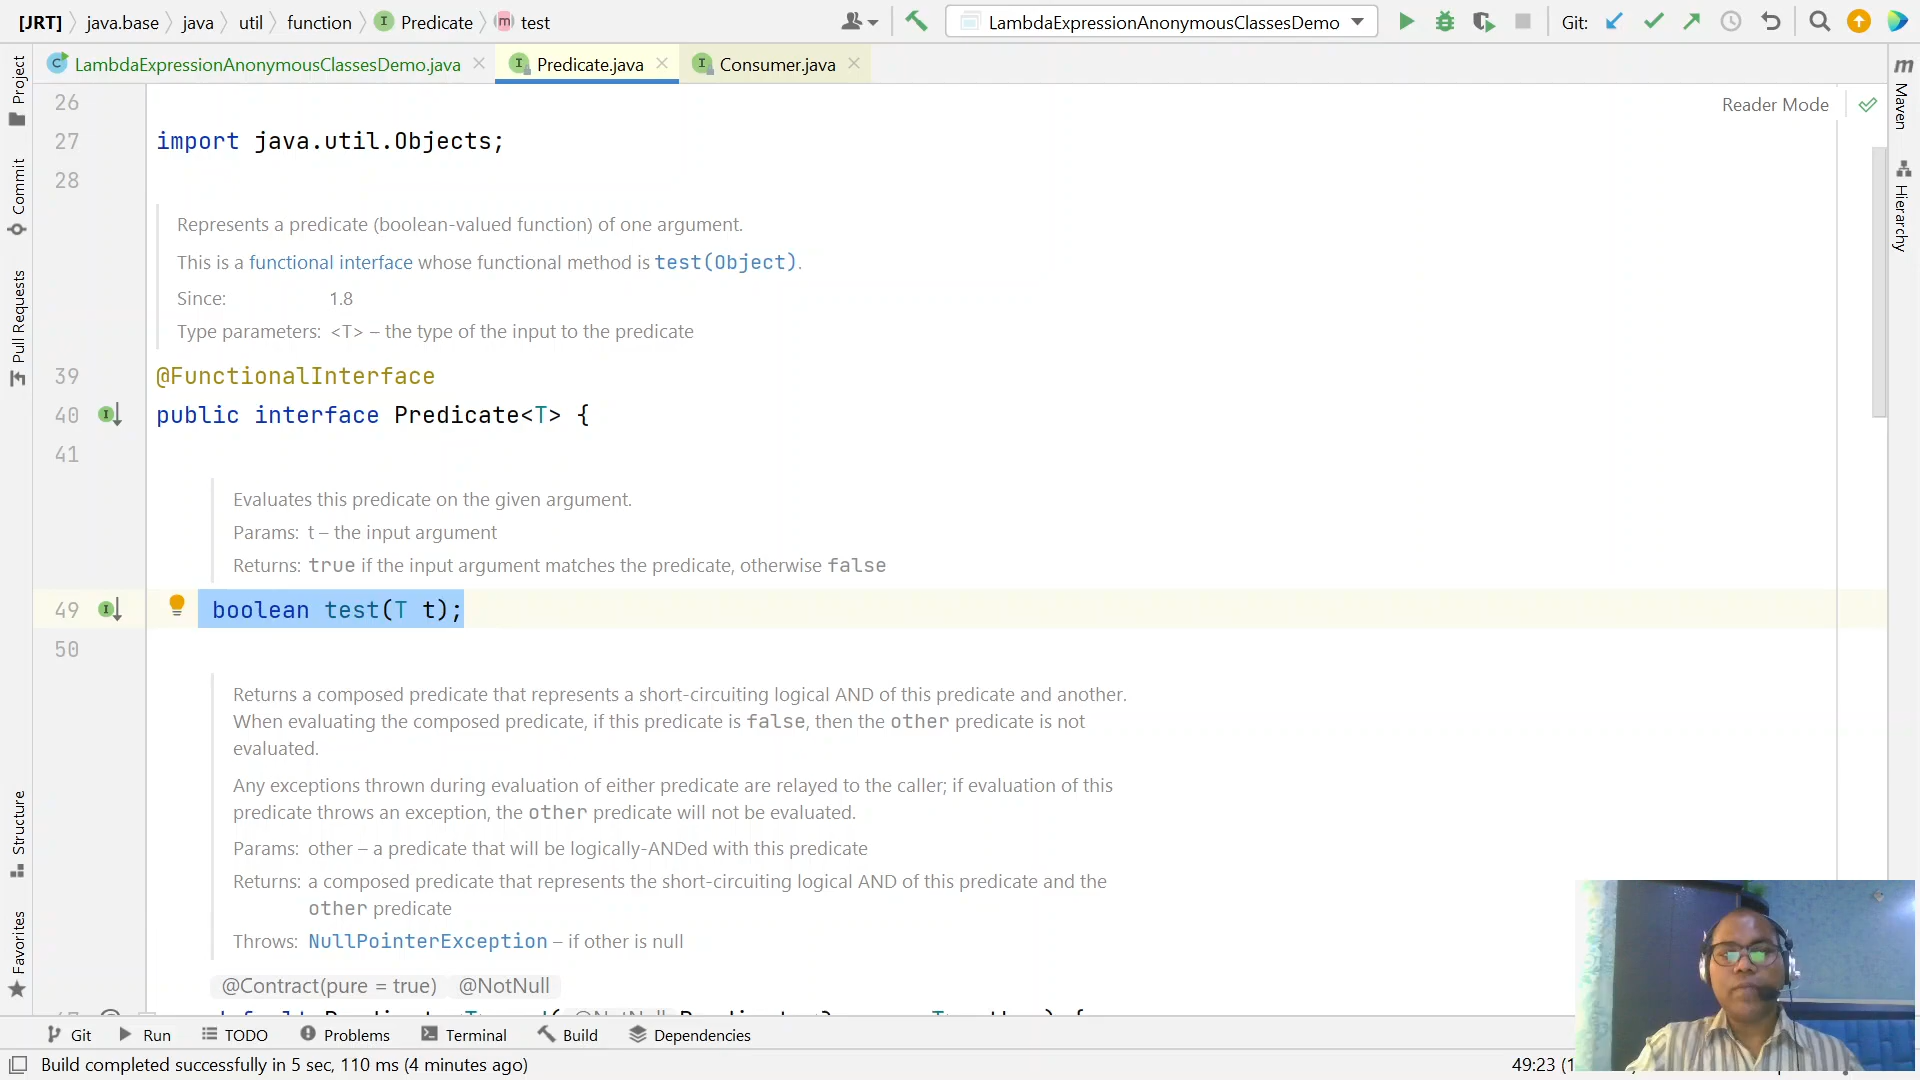 [JRT] java.base java util function I Predicate m test LambdaExpressionAnonymousClassesDemo Git:
C LambdaExpressionAnonymousClassesDemo.java I Predicate.java I Consumer.java
Project
Commit
Pull Requests
Structure
Favorites
m
Maven
Hierarchy
Reader Mode
26
27 import java.util.Objects;
28
Represents a predicate (boolean-valued function) of one argument.
This is a functional interface whose functional method is test(Object).
Since: 1.8
Type parameters: <T> – the type of the input to the predicate
39 @FunctionalInterface
40 public interface Predicate<T> {
41
Evaluates this predicate on the given argument.
Params: t – the input argument
Returns: true if the input argument matches the predicate, otherwise false
49 boolean test(T t);
50
Returns a composed predicate that represents a short-circuiting logical AND of this predicate and another.
When evaluating the composed predicate, if this predicate is false, then the other predicate is not
evaluated.
Any exceptions thrown during evaluation of either predicate are relayed to the caller; if evaluation of this
predicate throws an exception, the other predicate will not be evaluated.
Params: other – a predicate that will be logically-ANDed with this predicate
Returns: a composed predicate that represents the short-circuiting logical AND of this predicate and the
other predicate
Throws: NullPointerException – if other is null
@Contract(pure = true) @NotNull
Git Run TODO Problems Terminal Build Dependencies
Build completed successfully in 5 sec, 110 ms (4 minutes ago) 49:23